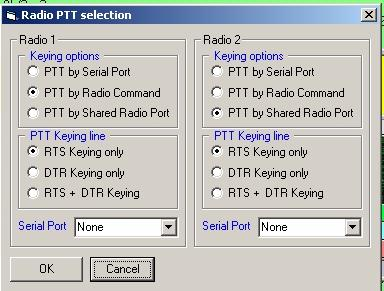 Radio PTT selection
Radio 1
Keying options
PTT by Serial Port
PTT by Radio Command
PTT by Shared Radio Port
PTT Keying line
RTS Keying only
DTR Keying only
RTS + DTR Keying
Serial Port None
Radio 2
Keying options
PTT by Serial Port
PTT by Radio Command
PTT by Shared Radio Port
PTT Keying line
RTS Keying only
DTR Keying only
RTS + DTR Keying
Serial Port None
OK
Cancel